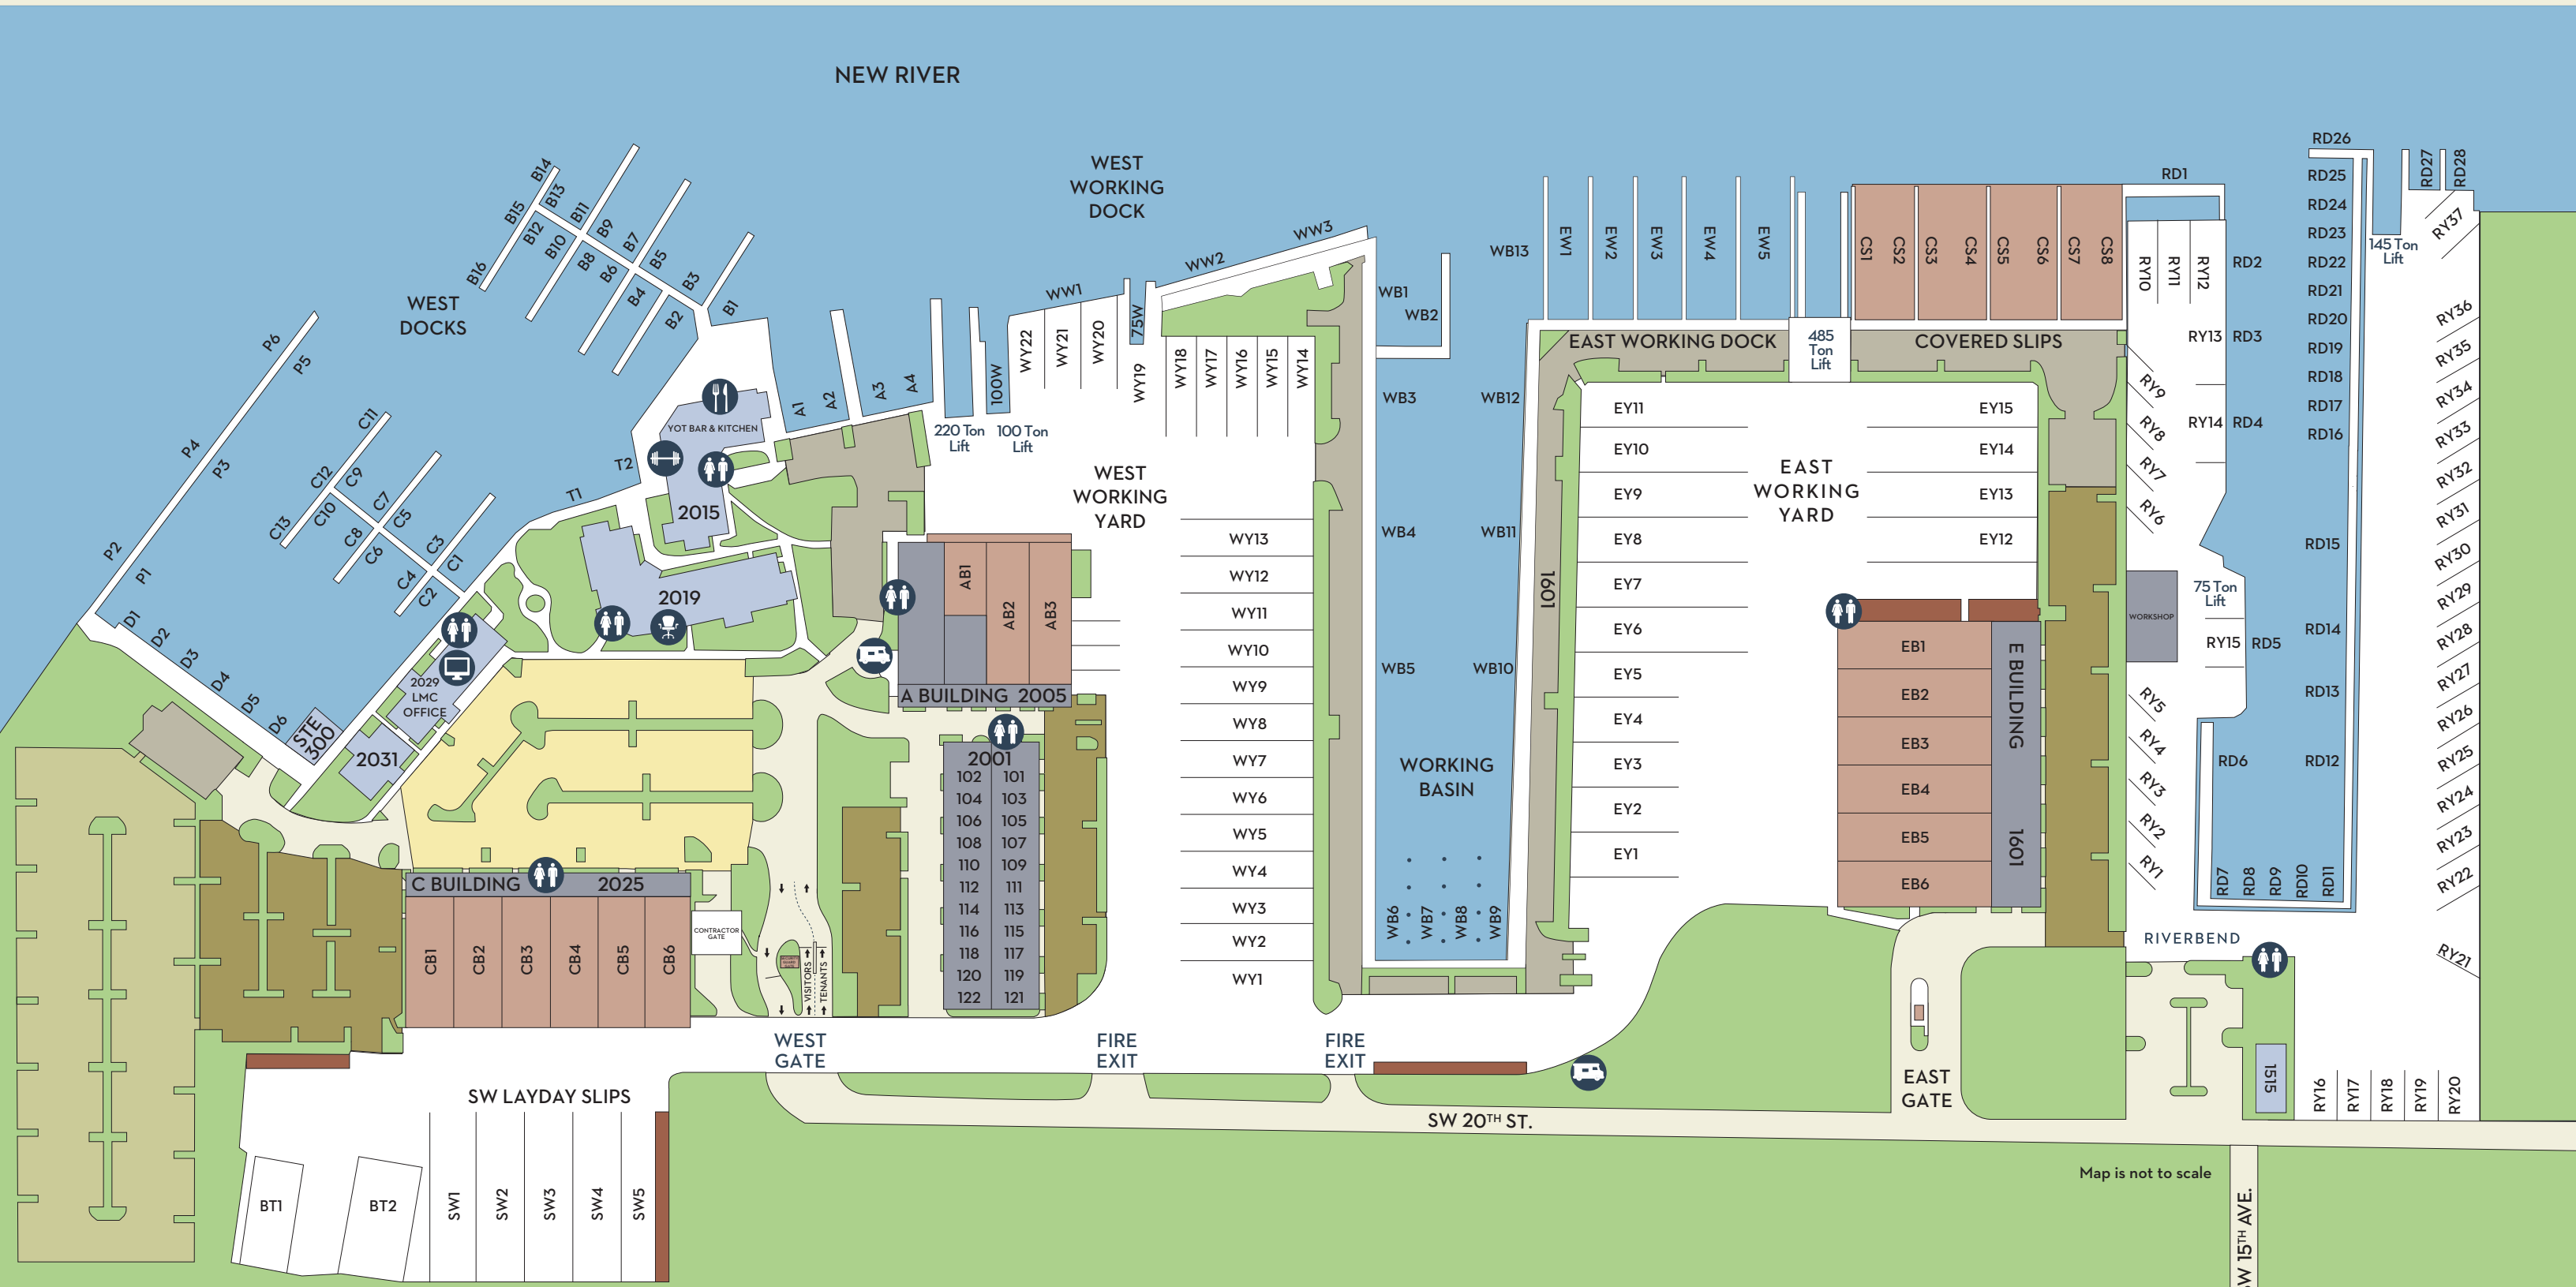 NEW RIVER
WEST
WORKING
DOCK
WEST
DOCKS
B14
B13
B15
B11
B12
B9
B10
B7
B8
B5
B16
B6
B3
B4
B1
B2
P6
P5
P4
P3
P2
P1
C11
C12
C9
C7
C10
C5
C13
C8
C3
C6
C1
C4
C2
T2
T1
D1
D2
D3
D4
D5
D6
STE
300
2029
LMC
OFFICE
2031
YOT BAR & KITCHEN
2015
2019
A1
A2
A3
A4
220 Ton
Lift
100W
100 Ton
Lift
WW1
WW2
WW3
WY22
WY21
WY20
75W
WY19
WY18
WY17
WY16
WY15
WY14
WEST
WORKING
YARD
WY13
WY12
WY11
WY10
WY9
WY8
WY7
WY6
WY5
WY4
WY3
WY2
WY1
AB1
AB2
AB3
A BUILDING 2005
2001
102 101
104 103
106 105
108 107
110 109
112 111
114 113
116 115
118 117
120 119
122 121
C BUILDING 2025
CB1
CB2
CB3
CB4
CB5
CB6
CONTRACTOR
GATE
VISITORS
TENANTS
WEST
GATE
FIRE
EXIT
FIRE
EXIT
SW LAYDAY SLIPS
BT1
BT2
SW1
SW2
SW3
SW4
SW5
WB13
WB1
WB2
WB3
WB12
WB4
WB11
WB5
WB10
WORKING
BASIN
WB6
WB7
WB8
WB9
1601
EW1
EW2
EW3
EW4
EW5
EAST WORKING DOCK
485
Ton
Lift
COVERED SLIPS
CS1
CS2
CS3
CS4
CS5
CS6
CS7
CS8
EAST
WORKING
YARD
EY11
EY10
EY9
EY8
EY7
EY6
EY5
EY4
EY3
EY2
EY1
EY15
EY14
EY13
EY12
EB1
EB2
EB3
EB4
EB5
EB6
E BUILDING 1601
EAST
GATE
SW 20TH ST.
RD1
RY10
RY11
RY12
RD2
RY13
RD3
RY14
RD4
RY9
RY8
RY7
RY6
WORKSHOP
75 Ton
Lift
RY15
RD5
RY5
RY4
RY3
RY2
RY1
RD6
RD7
RD8
RD9
RD10
RD11
RD26
RD25
RD24
RD23
RD22
RD21
RD20
RD19
RD18
RD17
RD16
RD15
RD14
RD13
RD12
RD27
RD28
145 Ton
Lift
RY37
RY36
RY35
RY34
RY33
RY32
RY31
RY30
RY29
RY28
RY27
RY26
RY25
RY24
RY23
RY22
RY21
RIVERBEND
1515
RY16
RY17
RY18
RY19
RY20
Map is not to scale
15TH AVE.